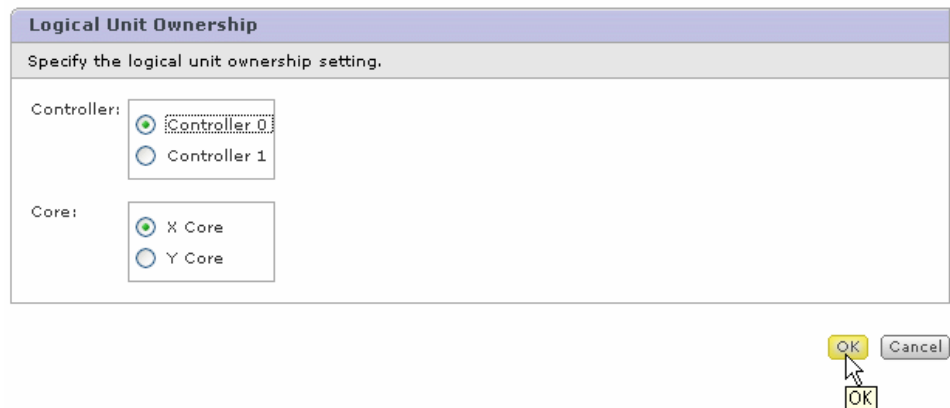 Logical Unit Ownership
Specify the logical unit ownership setting.
Controller:
Controller 0
Controller 1
Core:
X Core
Y Core
OK
Cancel
OK